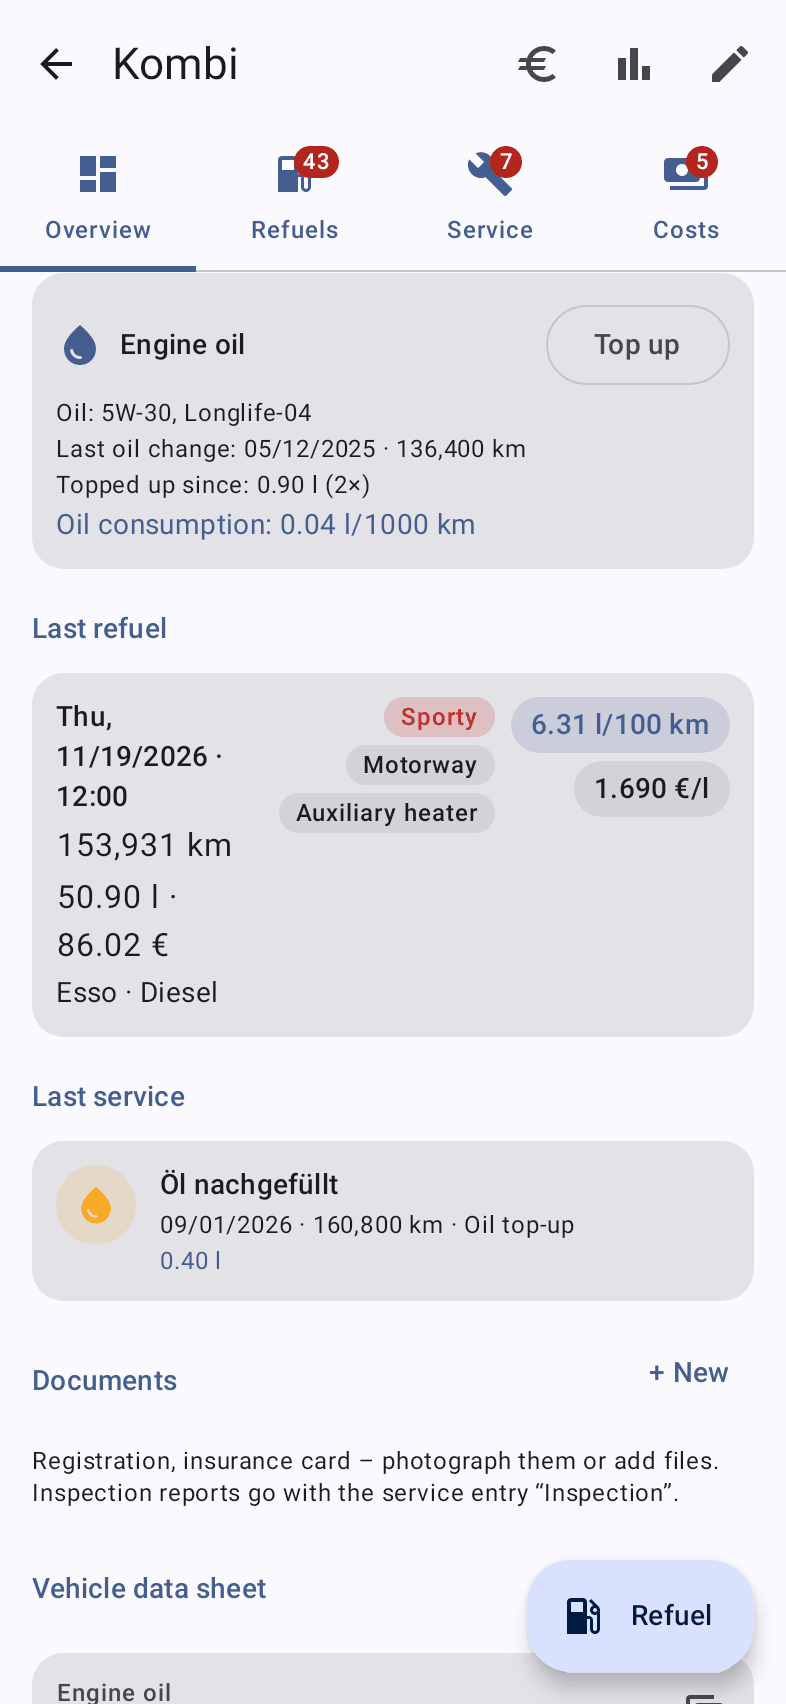 Kombi
43
7
5
Overview
Refuels
Service
Costs
Engine oil
Top up
Oil: 5W-30, Longlife-04
Last oil change: 05/12/2025 · 136,400 km
Topped up since: 0.90 l (2×)
Oil consumption: 0.04 l/1000 km
Last refuel
Thu,
11/19/2026 ·
12:00
153,931 km
50.90 l ·
86.02 €
Esso · Diesel
Sporty
Motorway
Auxiliary heater
6.31 l/100 km
1.690 €/l
Last service
Öl nachgefüllt
09/01/2026 · 160,800 km · Oil top-up
0.40 l
Documents
+ New
Registration, insurance card – photograph them or add files.
Inspection reports go with the service entry “Inspection”.
Vehicle data sheet
Refuel
Engine oil